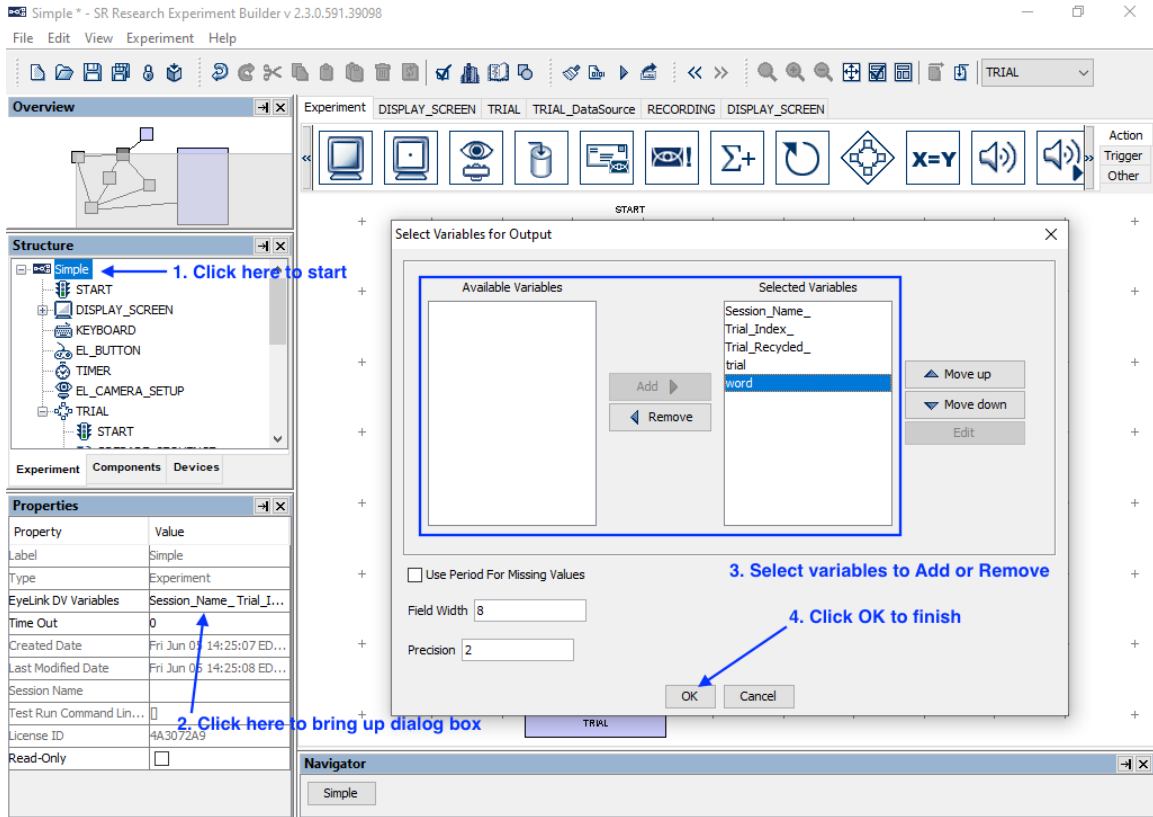 Simple * - SR Research Experiment Builder v 2.3.0.591.39098
File Edit View Experiment Help
TRIAL
Overview
Experiment DISPLAY_SCREEN TRIAL TRIAL_DataSource RECORDING DISPLAY_SCREEN
X=Y
Action
Trigger
Other
START
Structure
Simple
1. Click here to start
START
DISPLAY_SCREEN
KEYBOARD
EL_BUTTON
TIMER
EL_CAMERA_SETUP
TRIAL
START
Experiment Components Devices
Select Variables for Output
Available Variables
Selected Variables
Session_Name_
Trial_Index_
Trial_Recycled_
trial
word
Add
Remove
Move up
Move down
Edit
Use Period For Missing Values
3. Select variables to Add or Remove
Field Width 8
4. Click OK to finish
Precision 2
OK Cancel
Properties
Property Value
Label Simple
Type Experiment
EyeLink DV Variables Session_Name_ Trial_I...
Time Out 0
Created Date Fri Jun 05 14:25:07 ED...
Last Modified Date Fri Jun 05 14:25:08 ED...
Session Name
Test Run Command Lin... []
2. Click here to bring up dialog box
License ID 4A3072A9
Read-Only
TRIAL
Navigator
Simple